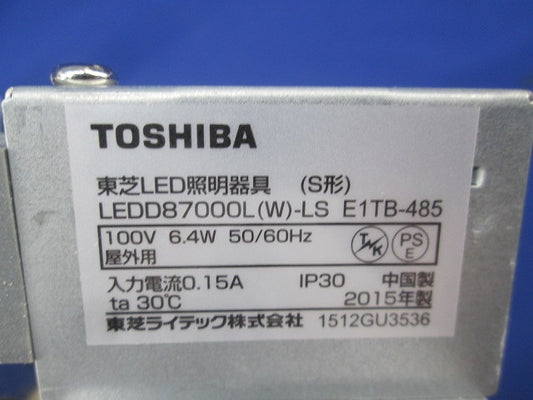 TOSHIBA
東芝LED照明器具 (S形)
LEDD87000L(W)-LS E1TB-485
100V 6.4W 50/60Hz
屋外用
PS
E
入力電流0.15A IP30 中国製
ta 30℃ 2015年製
東芝ライテック株式会社 1512GU3536